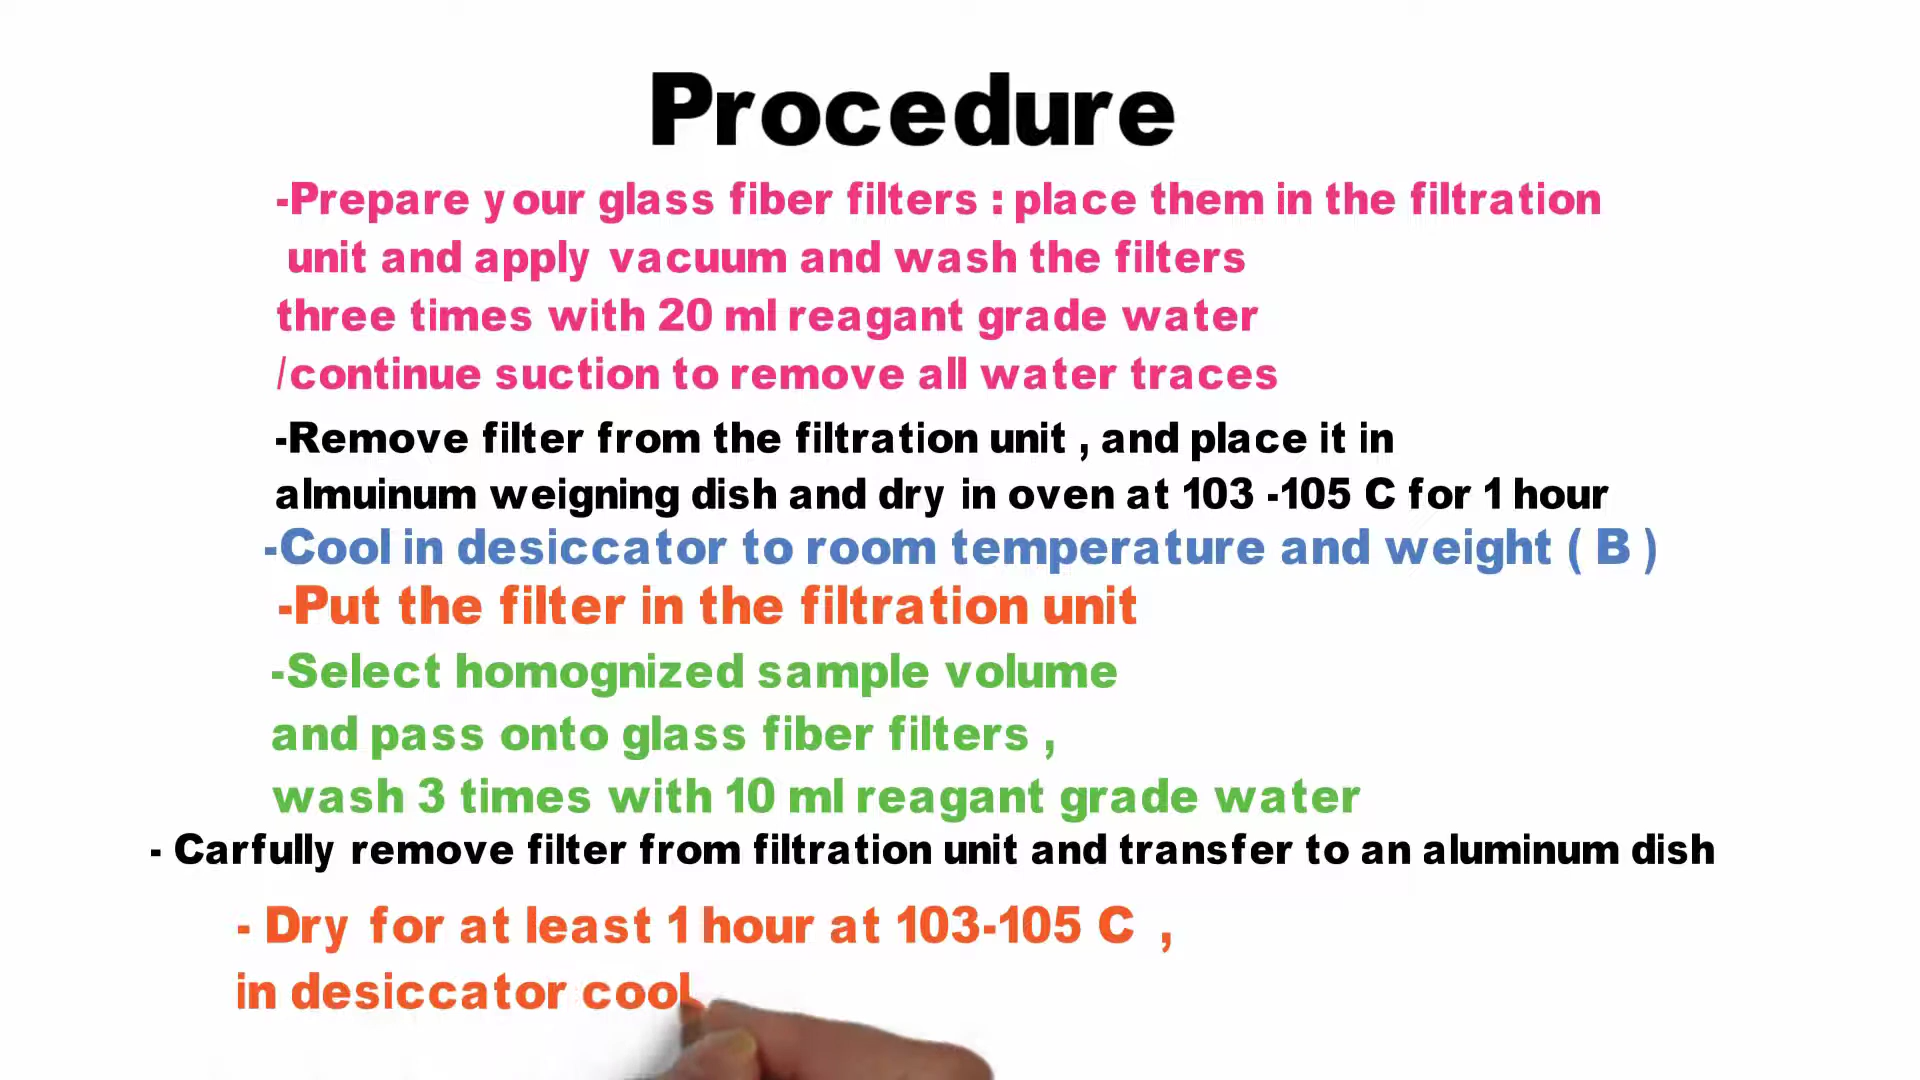 Procedure
-Prepare your glass fiber filters : place them in the filtration
unit and apply vacuum and wash the filters
three times with 20 ml reagant grade water
/continue suction to remove all water traces
-Remove filter from the filtration unit , and place it in
almuinum weigning dish and dry in oven at 103 -105 C for 1 hour
-Cool in desiccator to room temperature and weight ( B )
-Put the filter in the filtration unit
-Select homognized sample volume
and pass onto glass fiber filters ,
wash 3 times with 10 ml reagant grade water
- Carfully remove filter from filtration unit and transfer to an aluminum dish
- Dry for at least 1 hour at 103-105 C ,
in desiccator cool